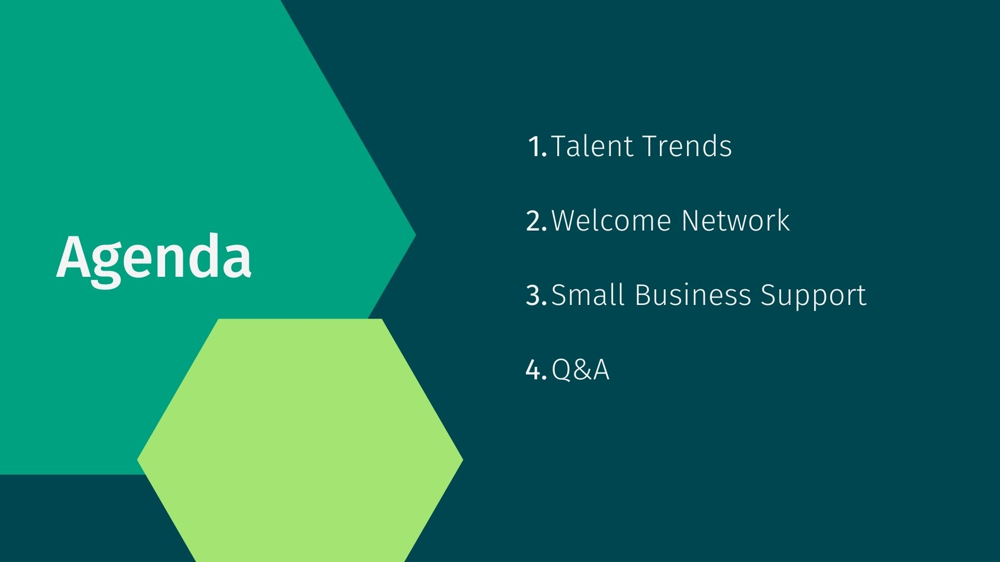 Agenda
1. Talent Trends
2. Welcome Network
3. Small Business Support
4. Q&A